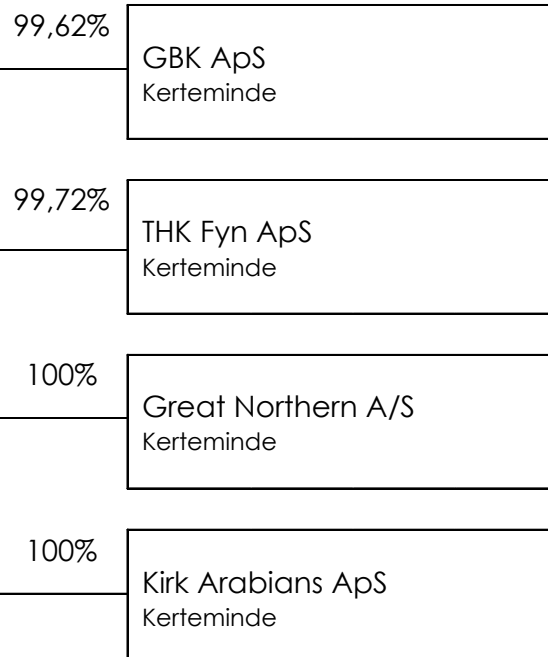 99,62%
GBK ApS
Kerteminde
99,72%
THK Fyn ApS
Kerteminde
100%
Great Northern A/S
Kerteminde
100%
Kirk Arabians ApS
Kerteminde